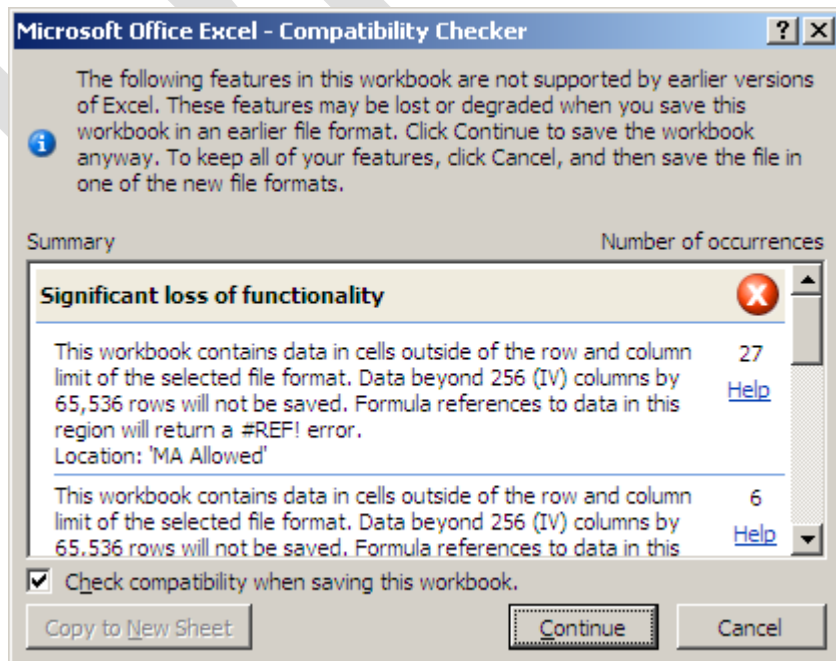 Microsoft Office Excel - Compatibility Checker
The following features in this workbook are not supported by earlier versions
of Excel. These features may be lost or degraded when you save this
workbook in an earlier file format. Click Continue to save the workbook
anyway. To keep all of your features, click Cancel, and then save the file in
one of the new file formats.
Summary Number of occurrences
Significant loss of functionality
This workbook contains data in cells outside of the row and column 27
limit of the selected file format. Data beyond 256 (IV) columns by Help
65,536 rows will not be saved. Formula references to data in this
region will return a #REF! error.
Location: 'MA Allowed'
This workbook contains data in cells outside of the row and column 6
limit of the selected file format. Data beyond 256 (IV) columns by Help
65,536 rows will not be saved. Formula references to data in this
Check compatibility when saving this workbook.
Copy to New Sheet Continue Cancel